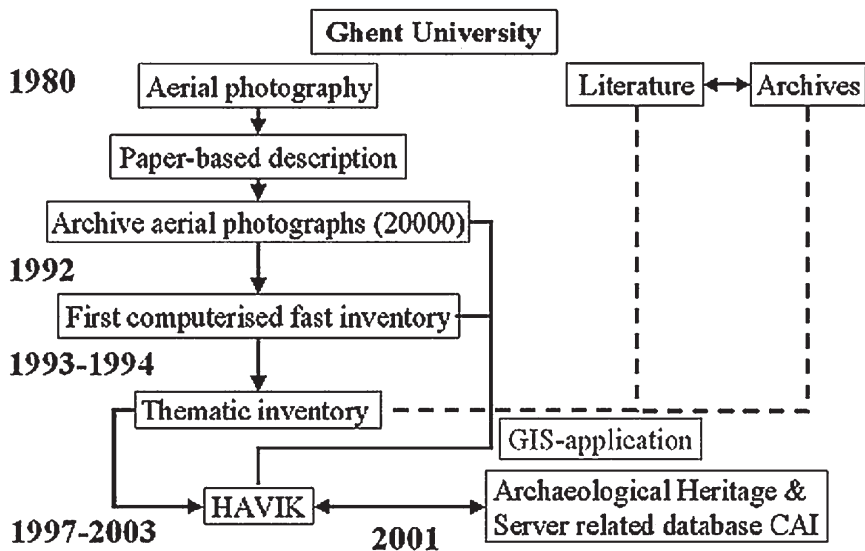 Ghent University
1980
Aerial photography
Literature
Archives
Paper-based description
Archive aerial photographs (20000)
1992
First computerised fast inventory
1993-1994
Thematic inventory
GIS-application
HAVIK
Archaeological Heritage &
Server related database CAI
1997-2003
2001